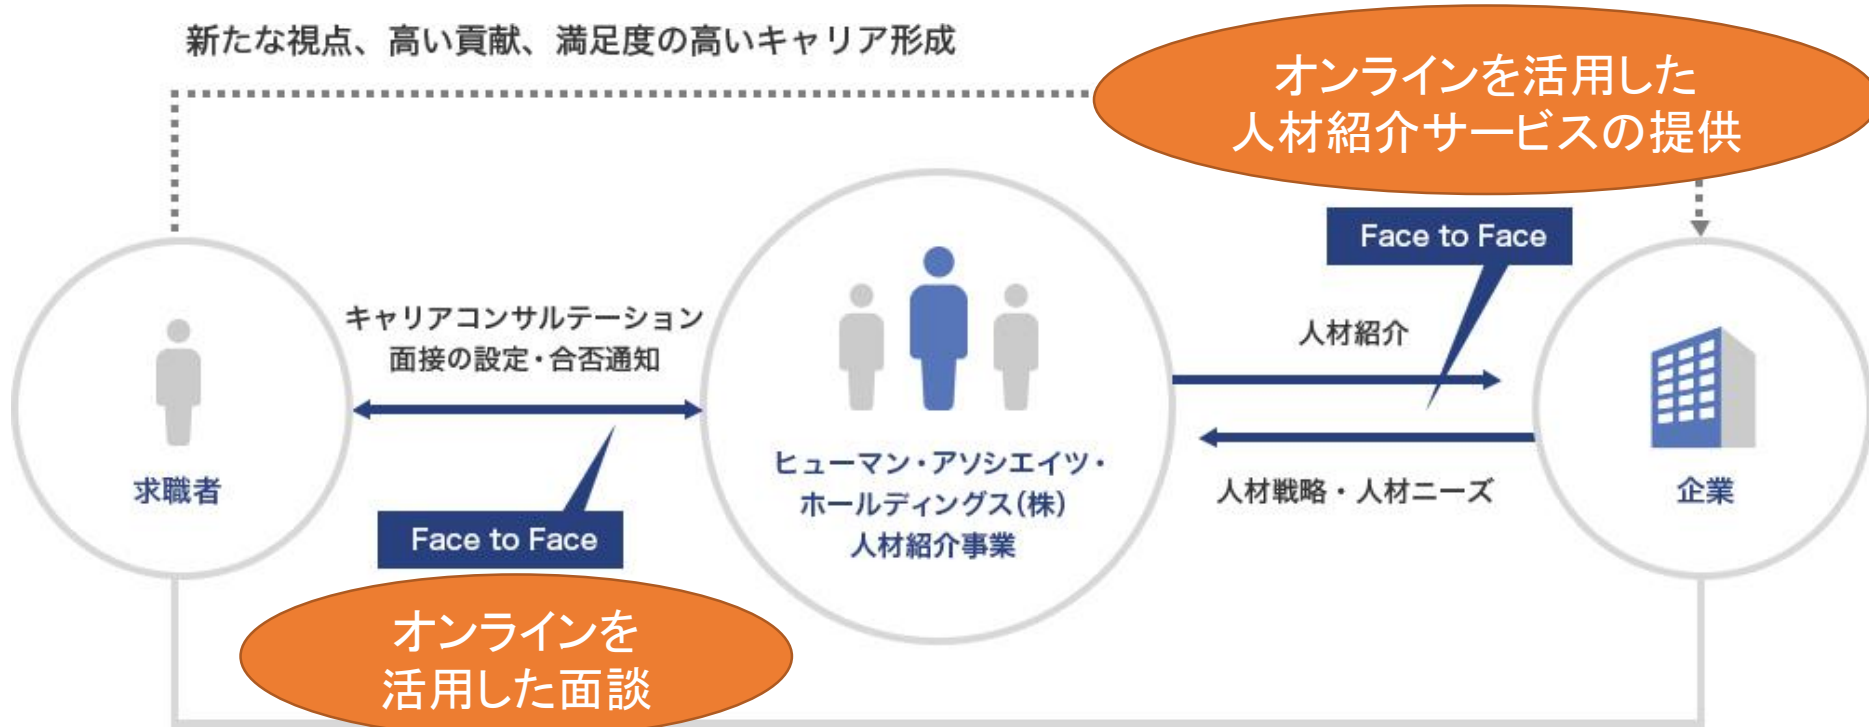 新たな視点、高い貢献、満足度の高いキャリア形成
オンラインを活用した
人材紹介サービスの提供
Face to Face
キャリアコンサルテーション
面接の設定・合否通知
人材紹介
求職者
Face to Face
ヒューマン・アソシエイツ・
ホールディングス(株)
人材紹介事業
人材戦略・人材ニーズ
企業
オンラインを
活用した面談